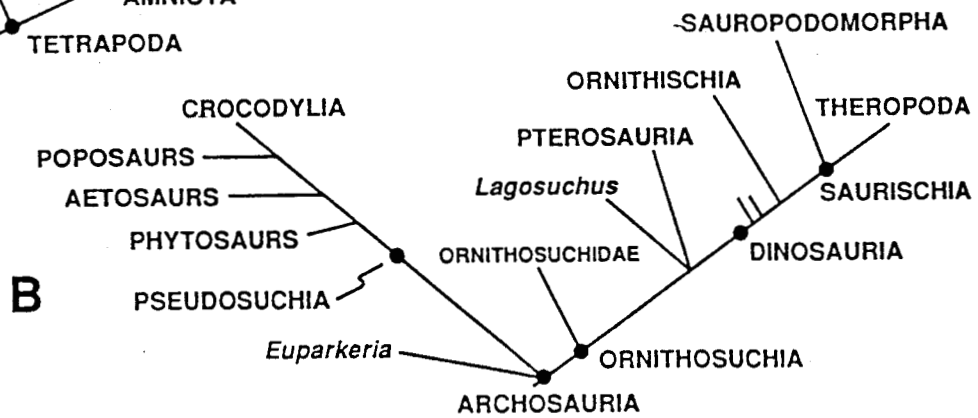 AMNIOTA
TETRAPODA
-SAUROPODOMORPHA
ORNITHISCHIA
CROCODYLIA
THEROPODA
PTEROSAURIA
POPOSAURS
Lagosuchus
SAURISCHIA
AETOSAURS
PHYTOSAURS
ORNITHOSUCHIDAE
DINOSAURIA
B
PSEUDOSUCHIA
Euparkeria
ORNITHOSUCHIA
ARCHOSAURIA